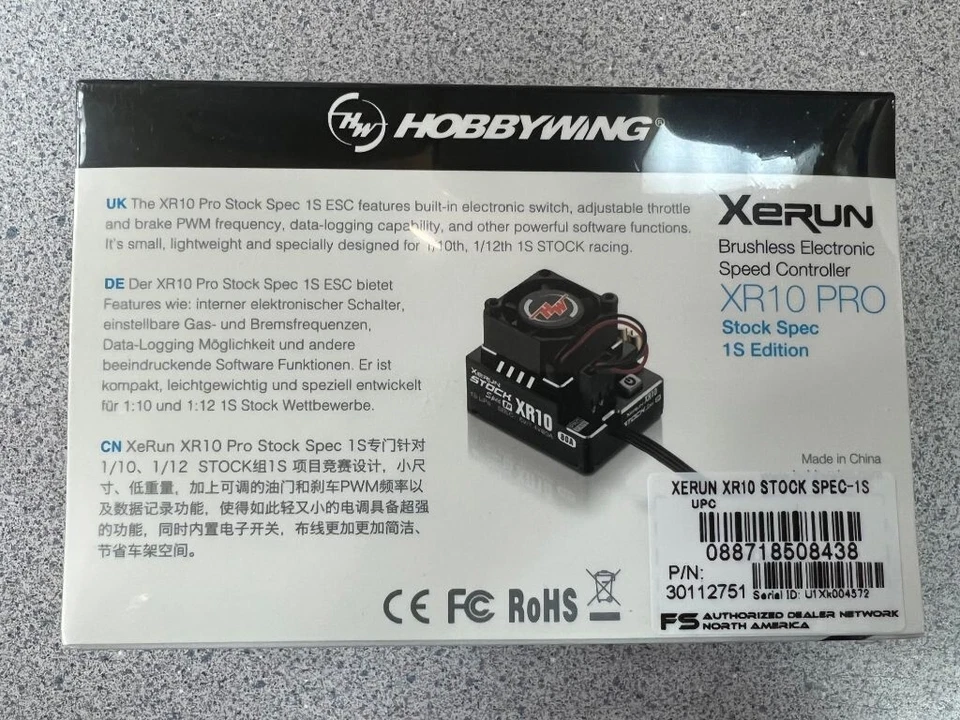 HW HOBBYWING®
UK The XR10 Pro Stock Spec 1S ESC features built-in electronic switch, adjustable throttle
and brake PWM frequency, data-logging capability, and other powerful software functions.
It's small, lightweight and specially designed for 1/10th, 1/12th 1S STOCK racing.
DE Der XR10 Pro Stock Spec 1S ESC bietet
Features wie: interner elektronischer Schalter,
einstellbare Gas- und Bremsfrequenzen,
Data-Logging Möglichkeit und andere
beeindruckende Software Funktionen. Er ist
kompakt, leichtgewichtig und speziell entwickelt
für 1:10 und 1:12 1S Stock Wettbewerbe.
CN XeRun XR10 Pro Stock Spec 1S专门针对
1/10、1/12 STOCK组1S 项目竞赛设计，小尺
寸、低重量，加上可调的油门和刹车PWM频率以
及数据记录功能，使得如此轻又小的电调具备超强
的功能，同时内置电子开关，布线更加更加简洁、
节省车架空间。
XERUN
Brushless Electronic
Speed Controller
XR10 PRO
Stock Spec
1S Edition
XERUN
STOCK
SPEC
XR10
80A
XR10
Made in China
XERUN XR10 STOCK SPEC-1S
UPC
088718508438
P/N:
30112751 Serial ID: U1Xk004572
FS AUTHORIZED DEALER NETWORK
NORTH AMERICA
CE FC RoHS